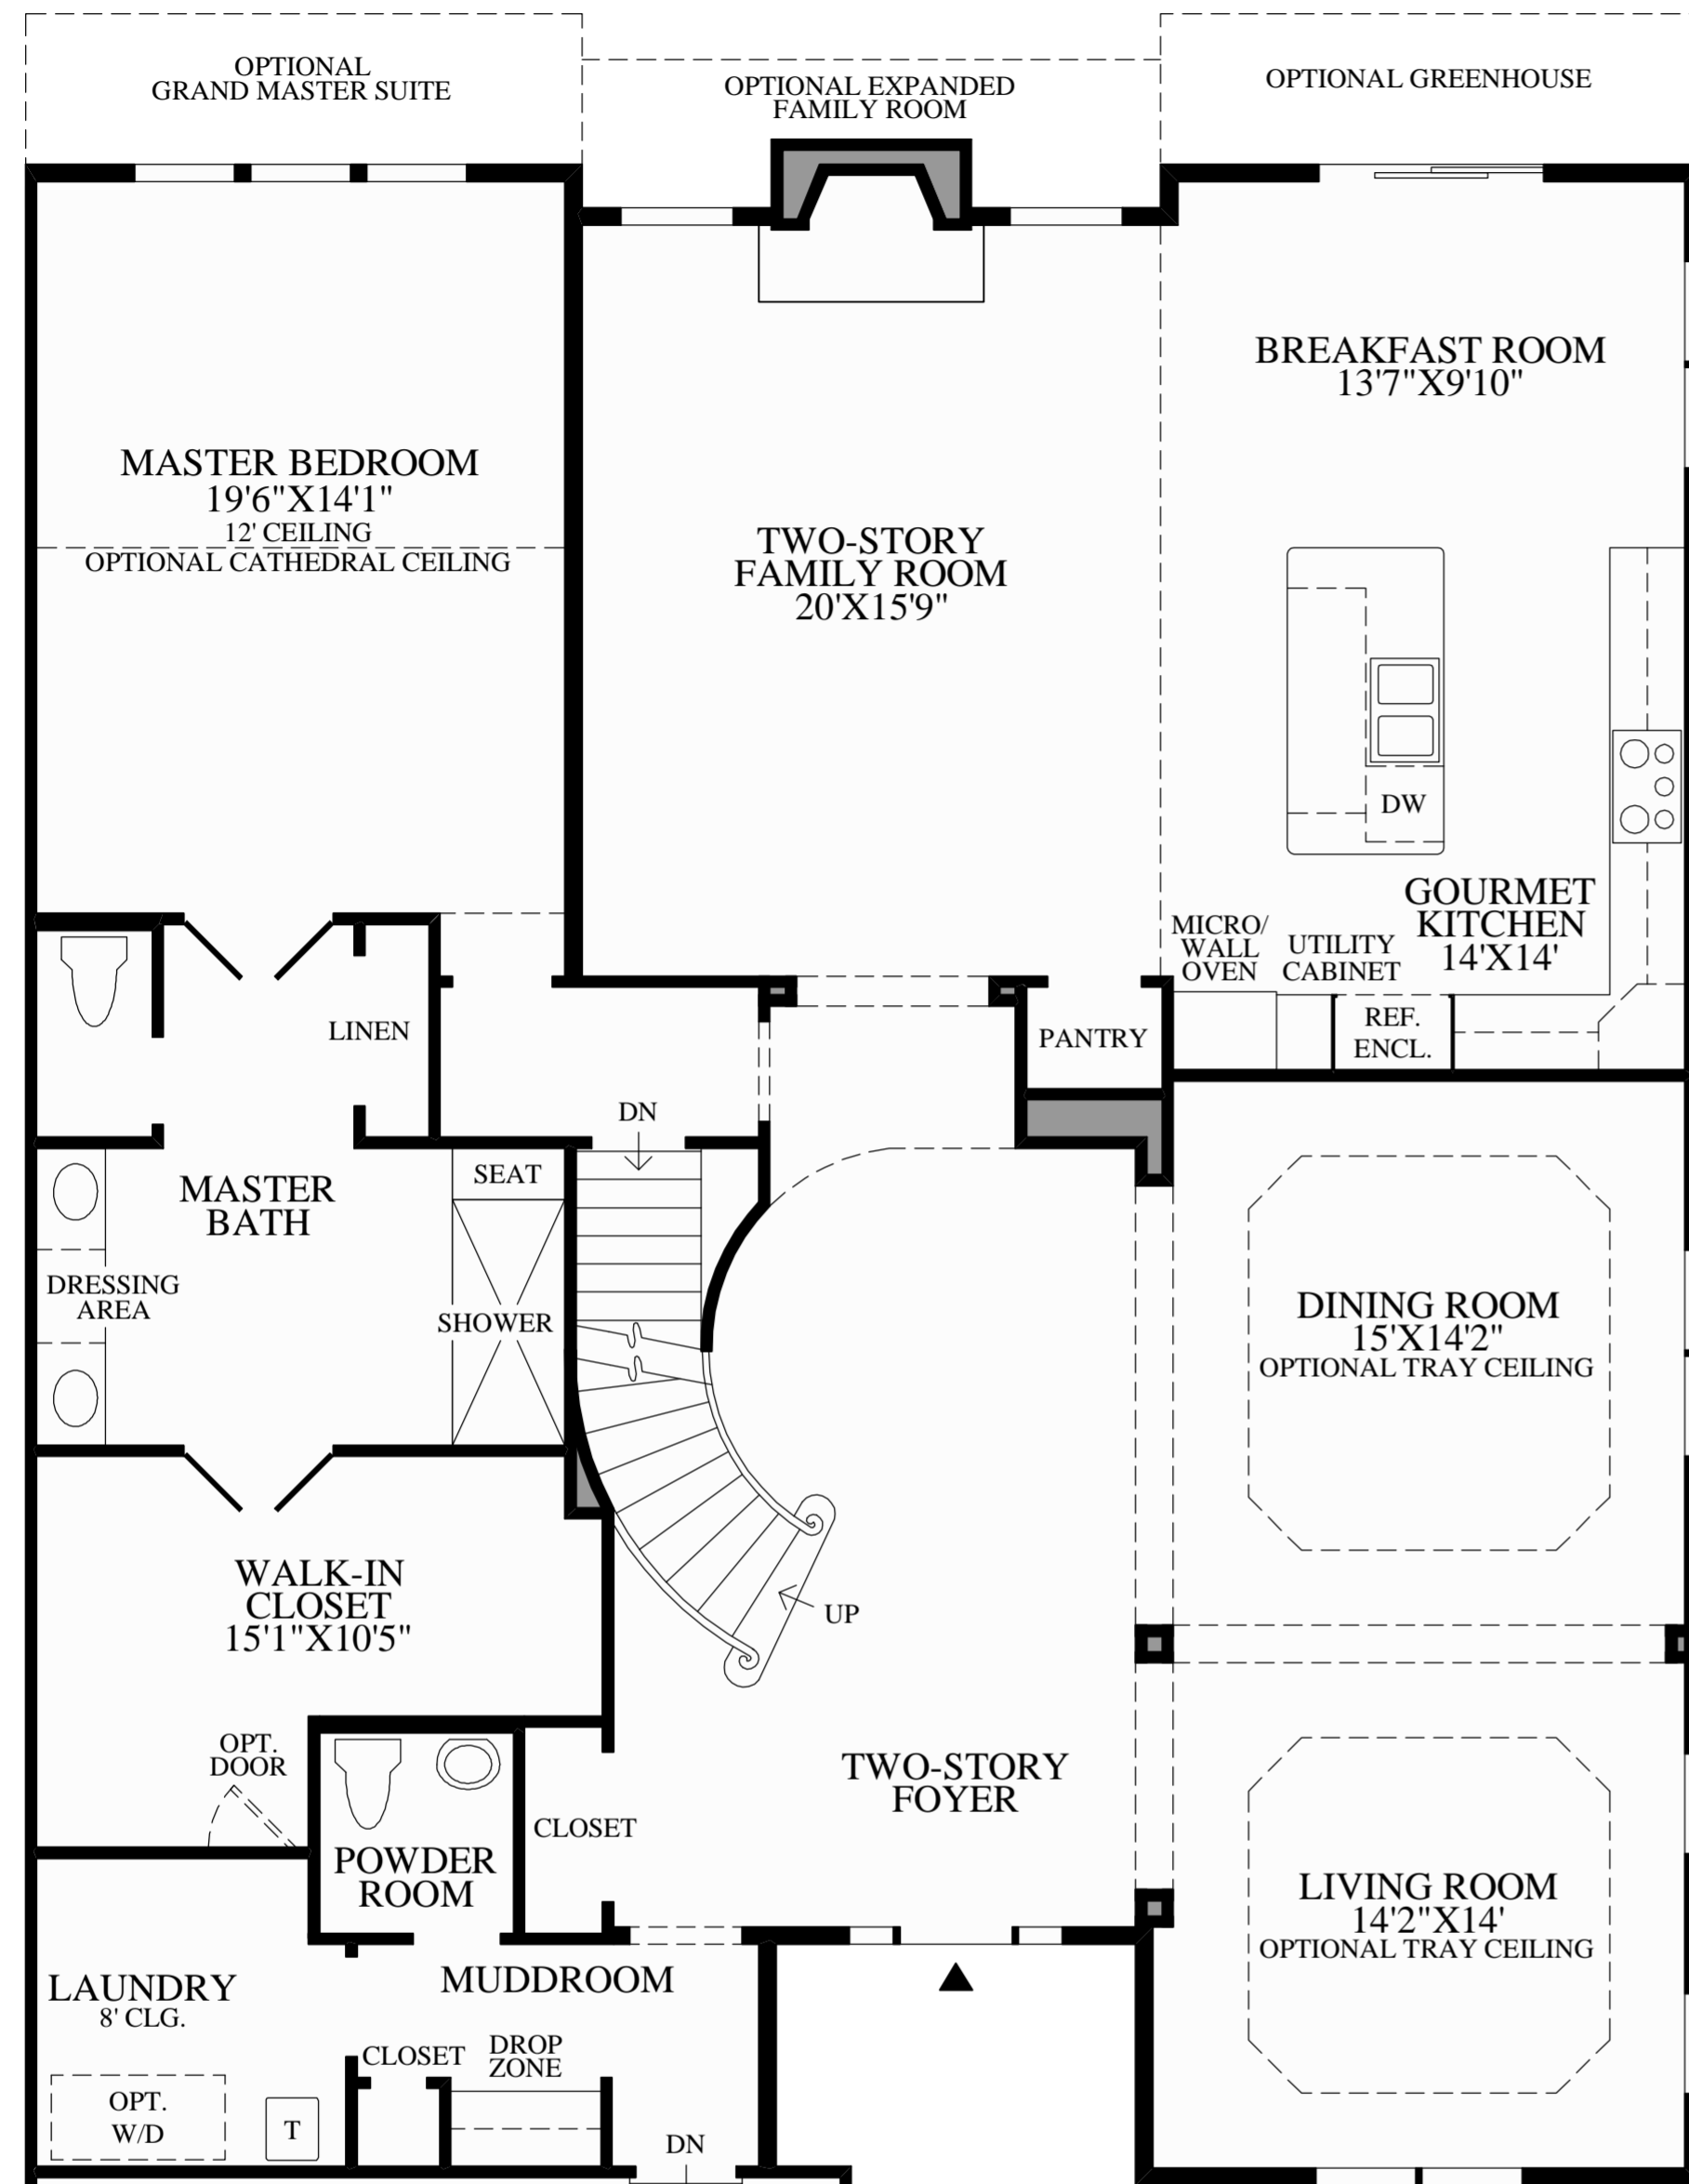 OPTIONAL
GRAND MASTER SUITE
OPTIONAL EXPANDED
FAMILY ROOM
OPTIONAL GREENHOUSE
BREAKFAST ROOM
13'7"X9'10"
MASTER BEDROOM
19'6"X14'1"
12' CEILING
OPTIONAL CATHEDRAL CEILING
TWO-STORY
FAMILY ROOM
20'X15'9"
DW
GOURMET
KITCHEN
14'X14'
MICRO/
WALL
OVEN
UTILITY
CABINET
REF.
ENCL.
PANTRY
LINEN
DN
SEAT
MASTER
BATH
DRESSING
AREA
SHOWER
DINING ROOM
15'X14'2"
OPTIONAL TRAY CEILING
WALK-IN
CLOSET
15'1"X10'5"
UP
OPT.
DOOR
TWO-STORY
FOYER
CLOSET
POWDER
ROOM
LIVING ROOM
14'2"X14'
OPTIONAL TRAY CEILING
LAUNDRY
8' CLG.
MUDDROOM
CLOSET
DROP
ZONE
OPT.
W/D
T
DN